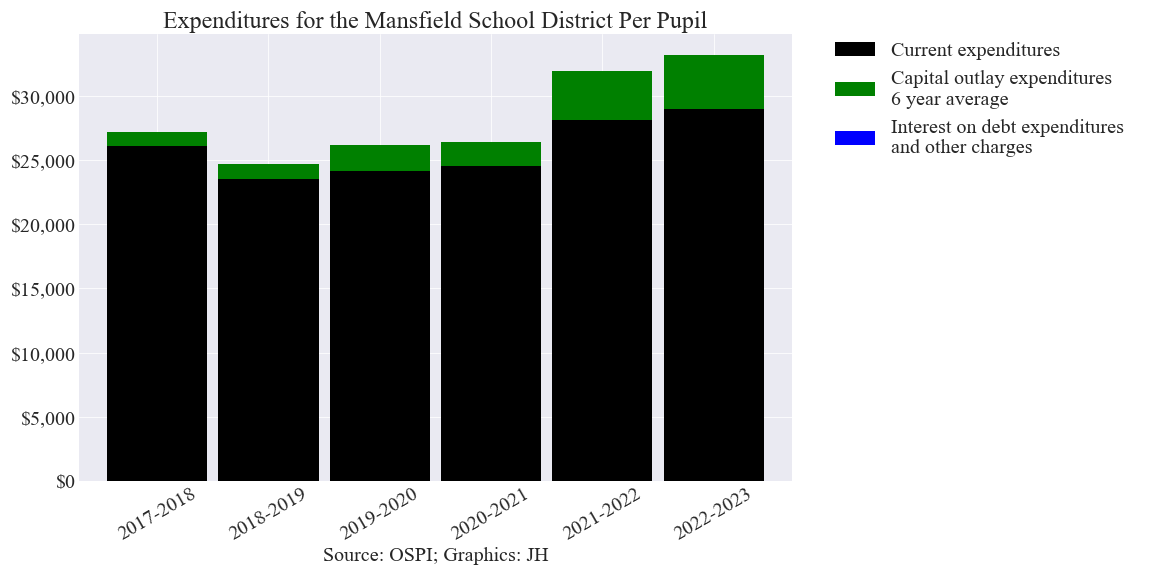 Expenditures for the Mansfield School District Per Pupil
Current expenditures
Capital outlay expenditures
6 year average
Interest on debt expenditures
and other charges
$30,000
$25,000
$20,000
$15,000
$10,000
$5,000
$0
2017-2018
2018-2019
2019-2020
2020-2021
2021-2022
2022-2023
Source: OSPI; Graphics: JH